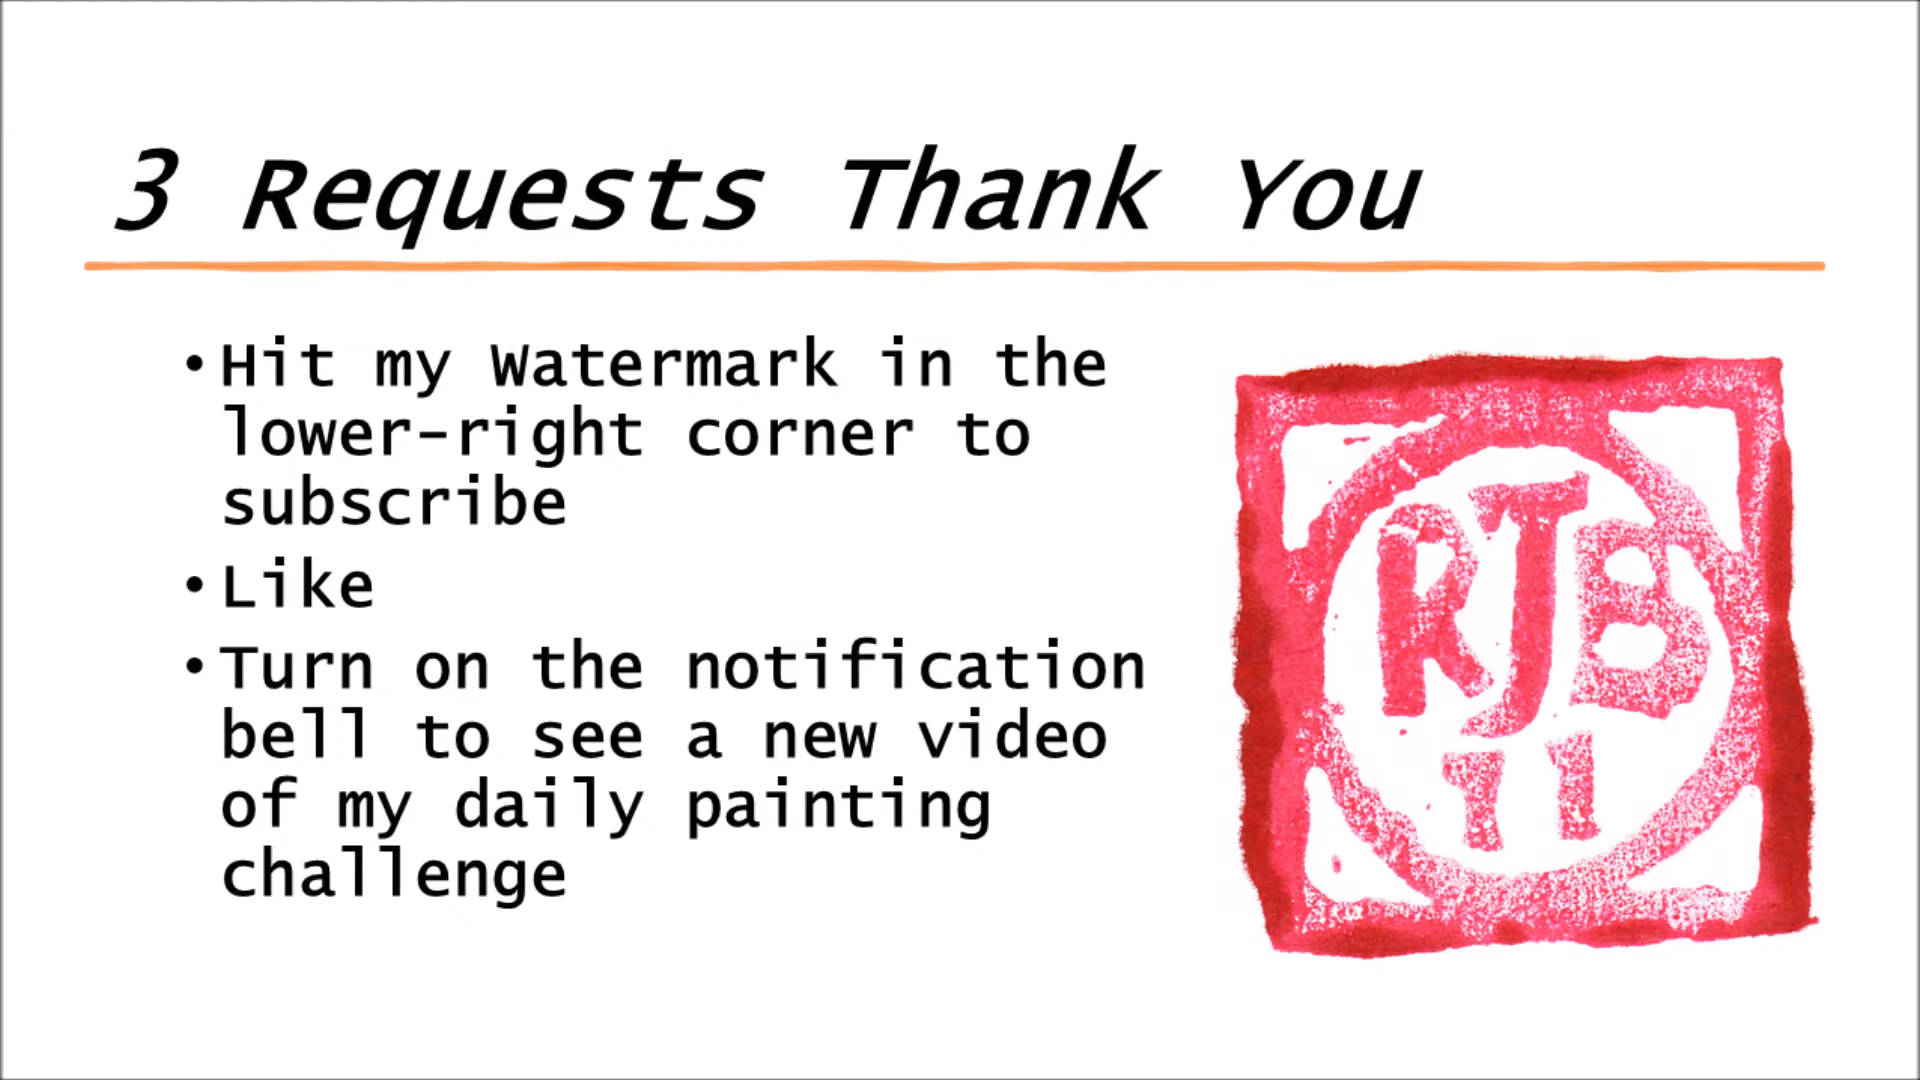 3 Requests Thank You
• Hit my Watermark in the
lower-right corner to
subscribe
• Like
• Turn on the notification
bell to see a new video
of my daily painting
challenge
RJB
11